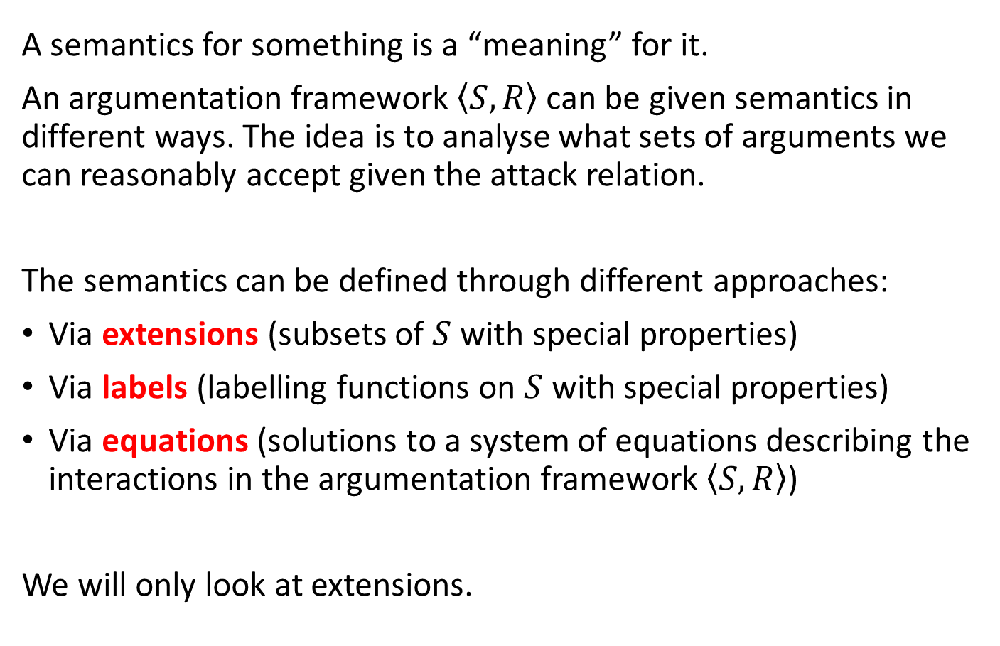 A semantics for something is a “meaning” for it.
An argumentation framework ⟨𝑆, 𝑅⟩ can be given semantics in
different ways. The idea is to analyse what sets of arguments we
can reasonably accept given the attack relation.
The semantics can be defined through different approaches:
• Via extensions (subsets of 𝑆 with special properties)
• Via labels (labelling functions on 𝑆 with special properties)
• Via equations (solutions to a system of equations describing the
interactions in the argumentation framework ⟨𝑆, 𝑅⟩)
We will only look at extensions.